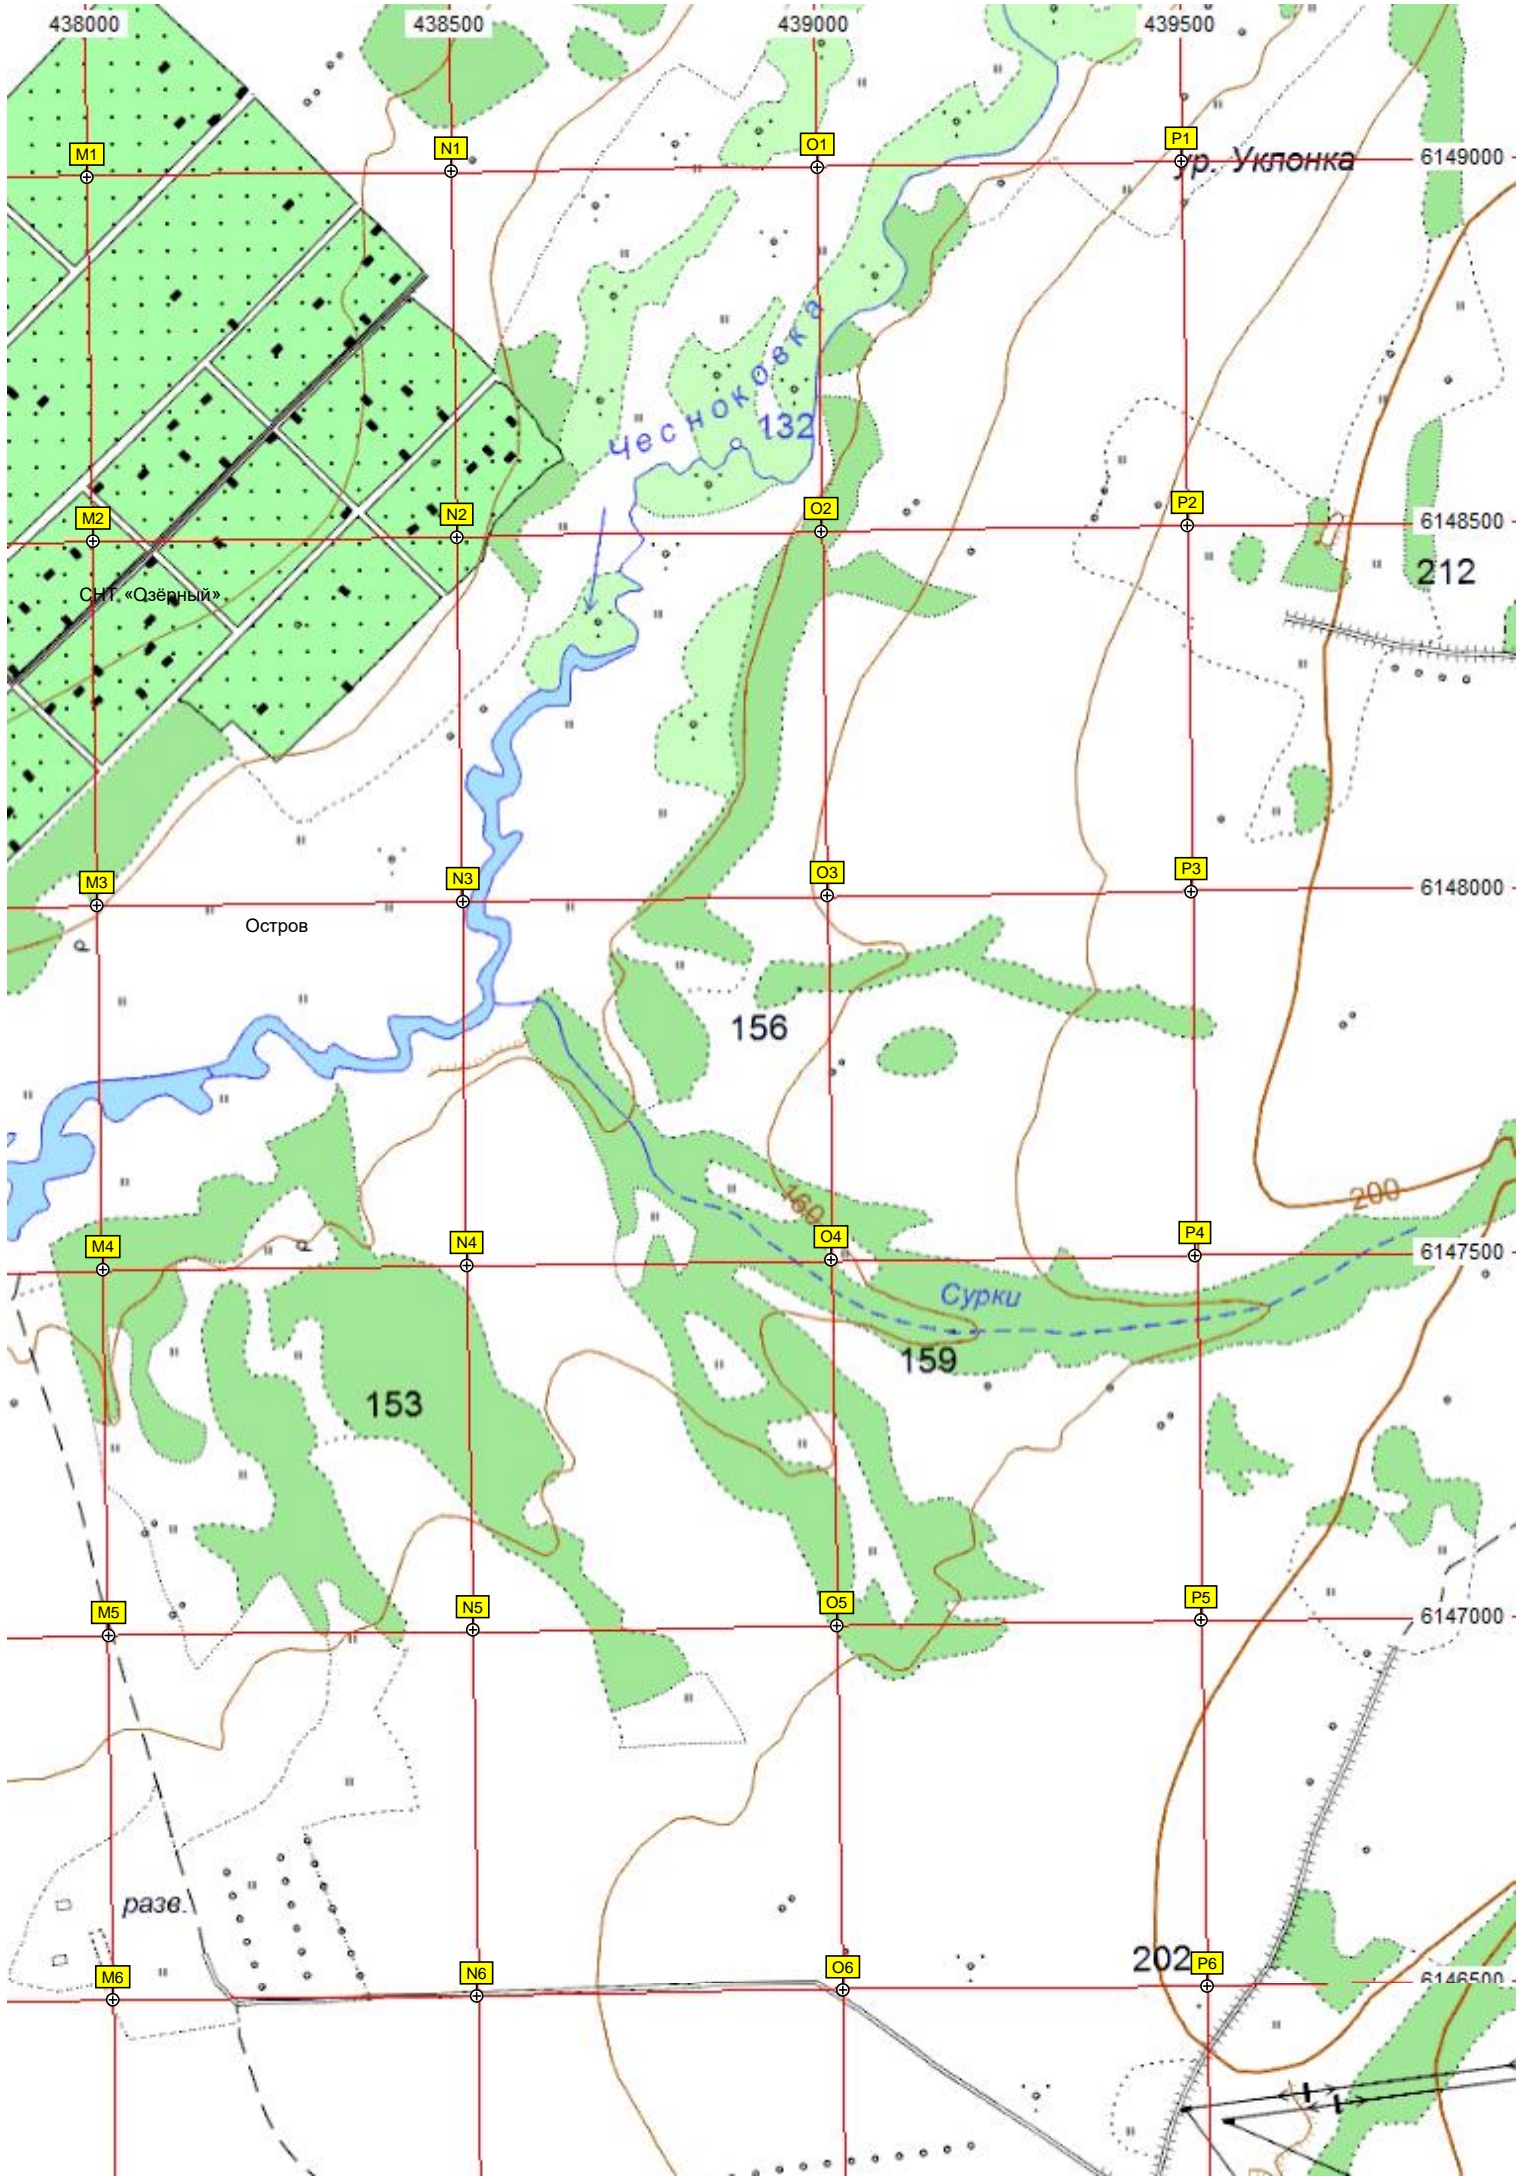 438000 438500 439000 439500
M1 N1 O1 P1
ур. Уклонка 6149000
Чесноковка
132
M2 N2 O2 P2
6148500
212
СНТ «Озёрный»
M3 N3 O3 P3
6148000
Остров
156
160
200
M4 N4 O4 P4
6147500
Сурки
159
153
M5 N5 O5 P5
6147000
разв.
202
M6 N6 O6 P6
6146500